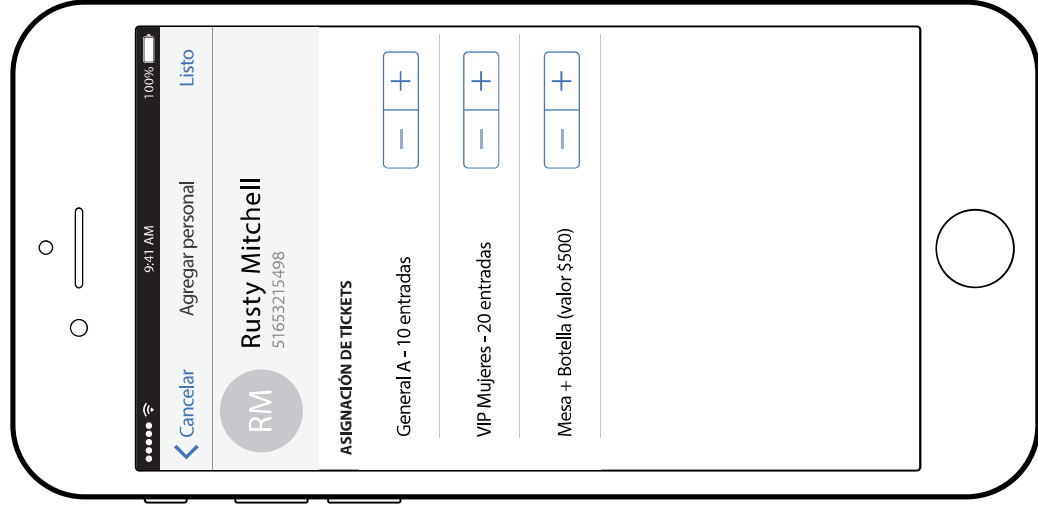 9:41 AM 100%
Cancelar Agregar personal Listo
RM
Rusty Mitchell
51653215498
ASIGNACIÓN DE TICKETS
General A - 10 entradas − +
VIP Mujeres - 20 entradas − +
Mesa + Botella (valor $500) − +